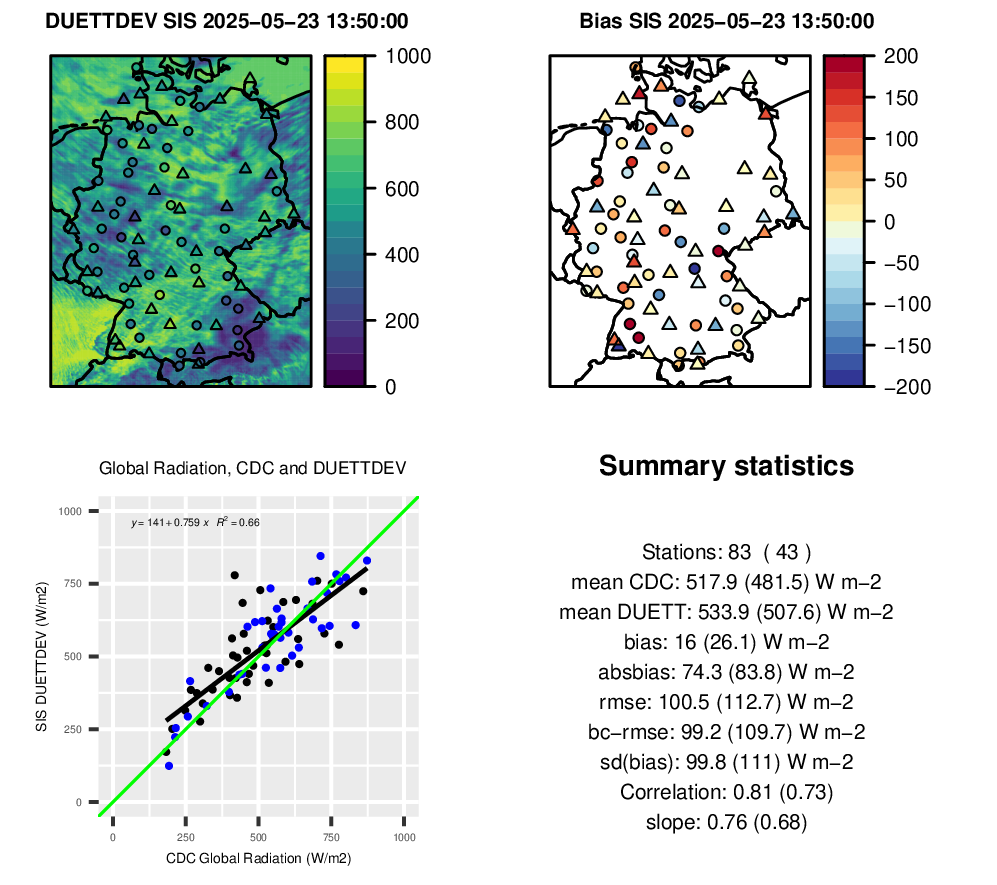 DUETTDEV SIS 2025−05−23 13:50:00
1000
800
600
400
200
0
Bias SIS 2025−05−23 13:50:00
200
150
100
50
0
−50
−100
−150
−200
Global Radiation, CDC and DUETTDEV
y = 141 + 0.759 x R² = 0.66
SIS DUETTDEV (W/m2)
1000
750
500
250
0
0 250 500 750 1000
CDC Global Radiation (W/m2)
Summary statistics
Stations: 83 ( 43 )
mean CDC: 517.9 (481.5) W m−2
mean DUETT: 533.9 (507.6) W m−2
bias: 16 (26.1) W m−2
absbias: 74.3 (83.8) W m−2
rmse: 100.5 (112.7) W m−2
bc−rmse: 99.2 (109.7) W m−2
sd(bias): 99.8 (111) W m−2
Correlation: 0.81 (0.73)
slope: 0.76 (0.68)